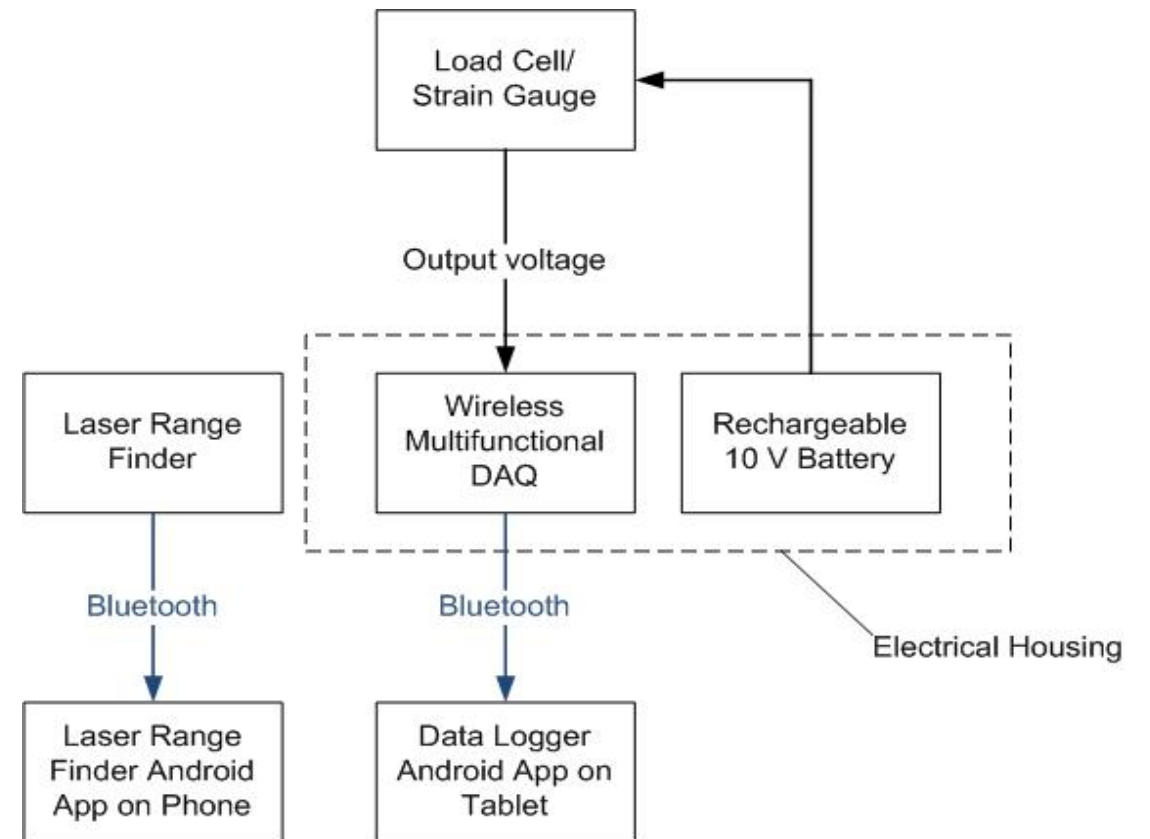 Load Cell/
Strain Gauge
Output voltage
Laser Range
Finder
Wireless
Multifunctional
DAQ
Rechargeable
10 V Battery
Bluetooth
Bluetooth
Electrical Housing
Laser Range
Finder Android
App on Phone
Data Logger
Android App on
Tablet